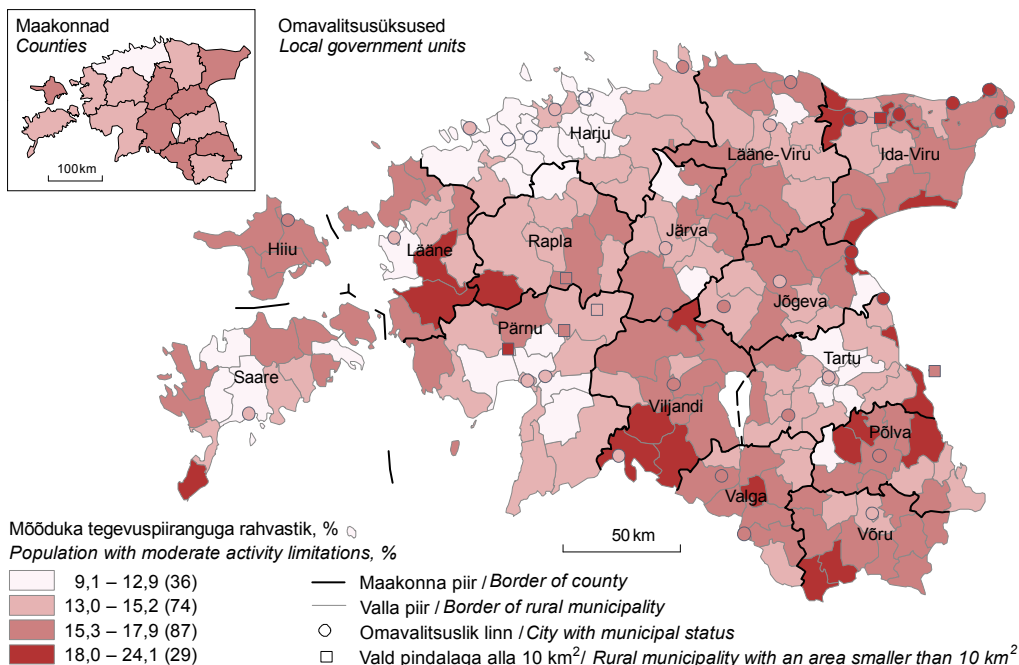 Maakonnad
Counties
100 km
Omavalitsusüksused
Local government units
Harju
Lääne-Viru
Ida-Viru
Hiiu
Lääne
Rapla
Järva
Jõgeva
Pärnu
Saare
Tartu
Viljandi
Põlva
Valga
Võru
50 km
Mõõduka tegevuspiiranguga rahvastik, %
Population with moderate activity limitations, %
9,1 – 12,9 (36)
13,0 – 15,2 (74)
15,3 – 17,9 (87)
18,0 – 24,1 (29)
Maakonna piir / Border of county
Valla piir / Border of rural municipality
Omavalitsuslik linn / City with municipal status
Vald pindalaga alla 10 km²/ Rural municipality with an area smaller than 10 km²